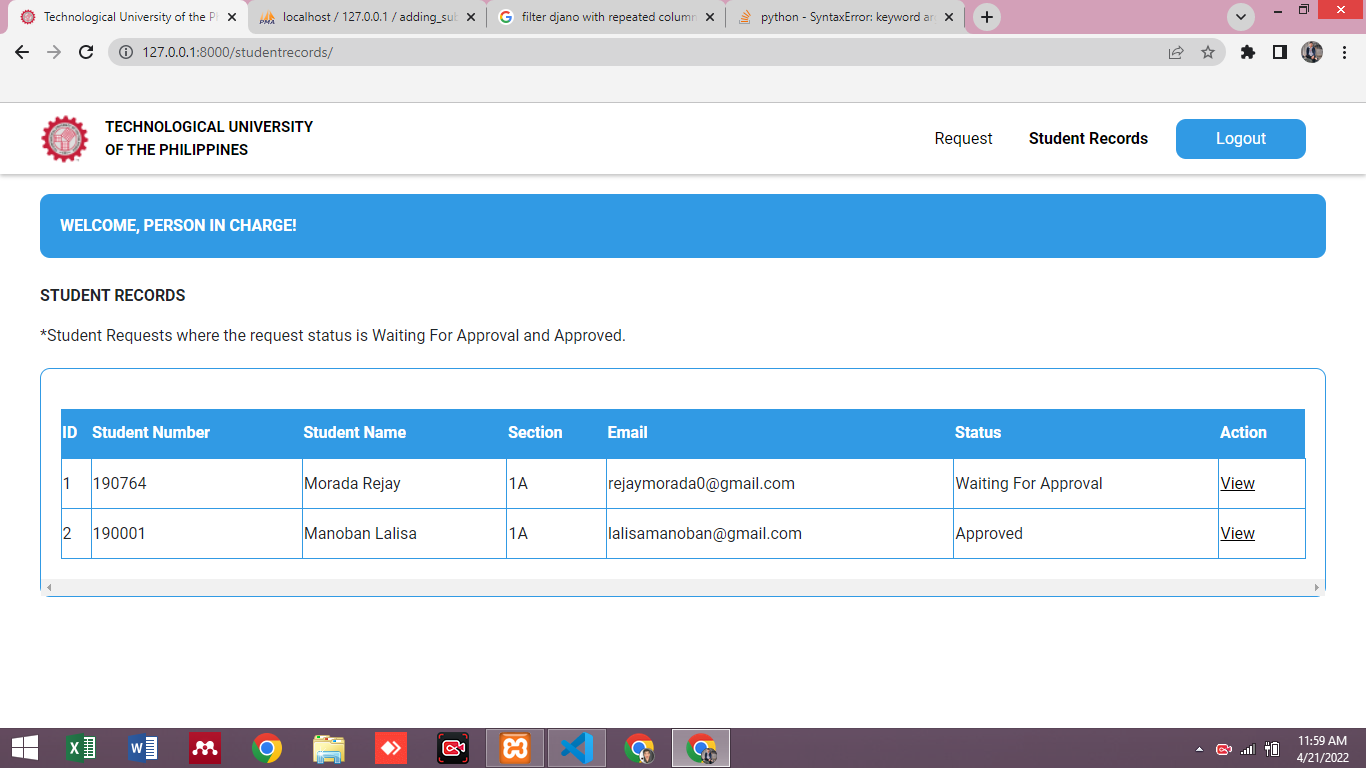 Technological University of the P
localhost / 127.0.0.1 / adding_su
filter djano with repeated column
python - SyntaxError: keyword a
127.0.0.1:8000/studentrecords/
TECHNOLOGICAL UNIVERSITY
OF THE PHILIPPINES
Request
Student Records
Logout
WELCOME, PERSON IN CHARGE!
STUDENT RECORDS
*Student Requests where the request status is Waiting For Approval and Approved.
ID Student Number Student Name Section Email Status Action
1 190764 Morada Rejay 1A rejaymorada0@gmail.com Waiting For Approval View
2 190001 Manoban Lalisa 1A lalisamanoban@gmail.com Approved View
11:59 AM
4/21/2022